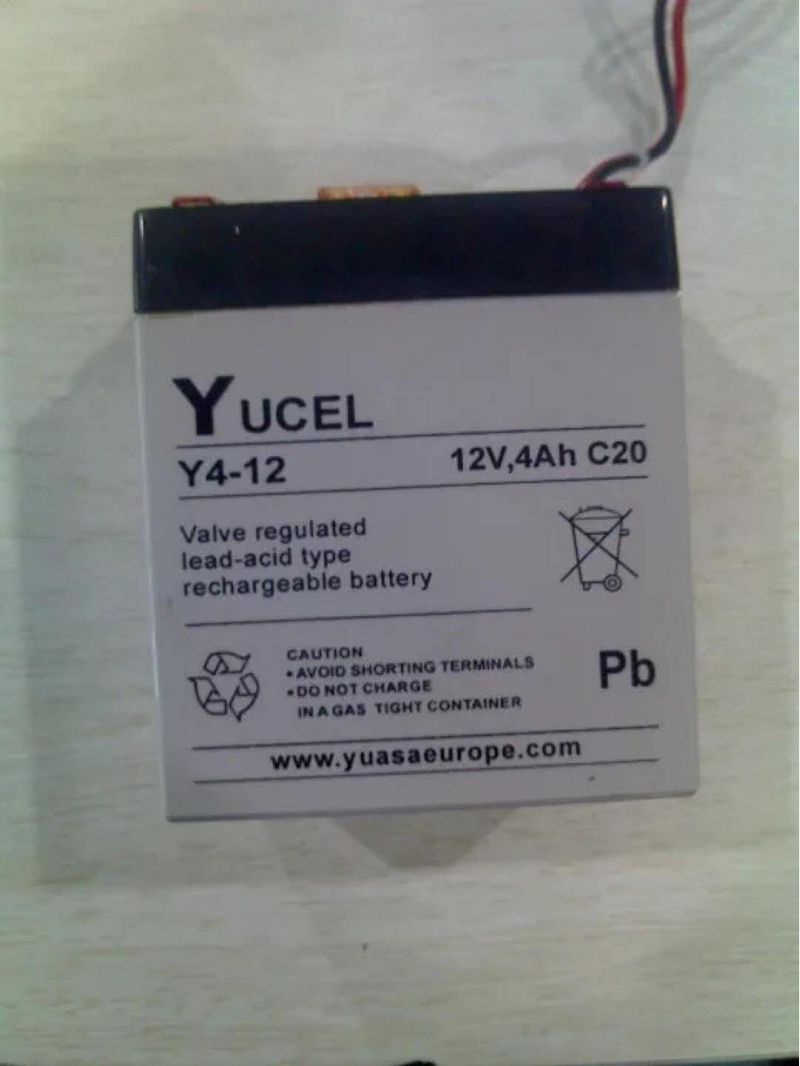 YUCEL
Y4-12 12V,4Ah C20
Valve regulated
lead-acid type
rechargeable battery
CAUTION
•AVOID SHORTING TERMINALS
•DO NOT CHARGE
IN A GAS TIGHT CONTAINER
Pb
www.yuasaeurope.com